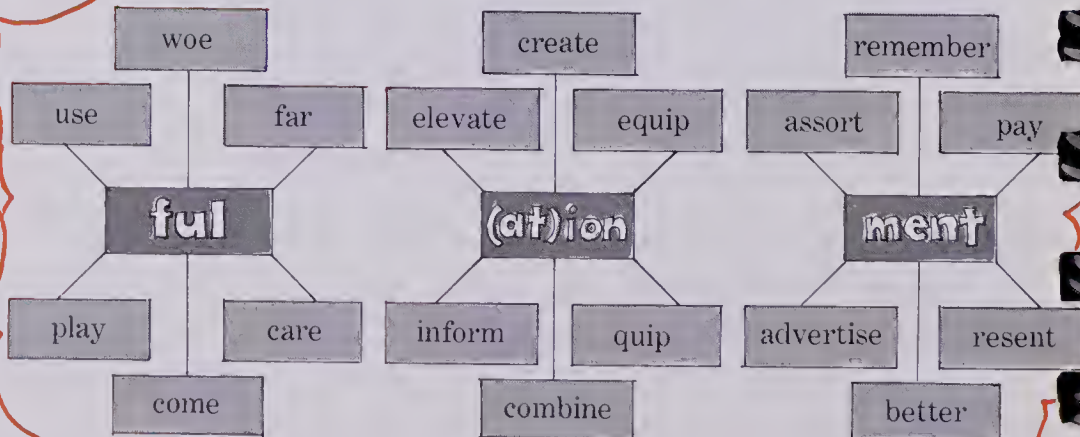 woe
use
far
ful
play
care
come
create
elevate
equip
(at)ion
inform
quip
combine
remember
assort
pay
ment
advertise
resent
better